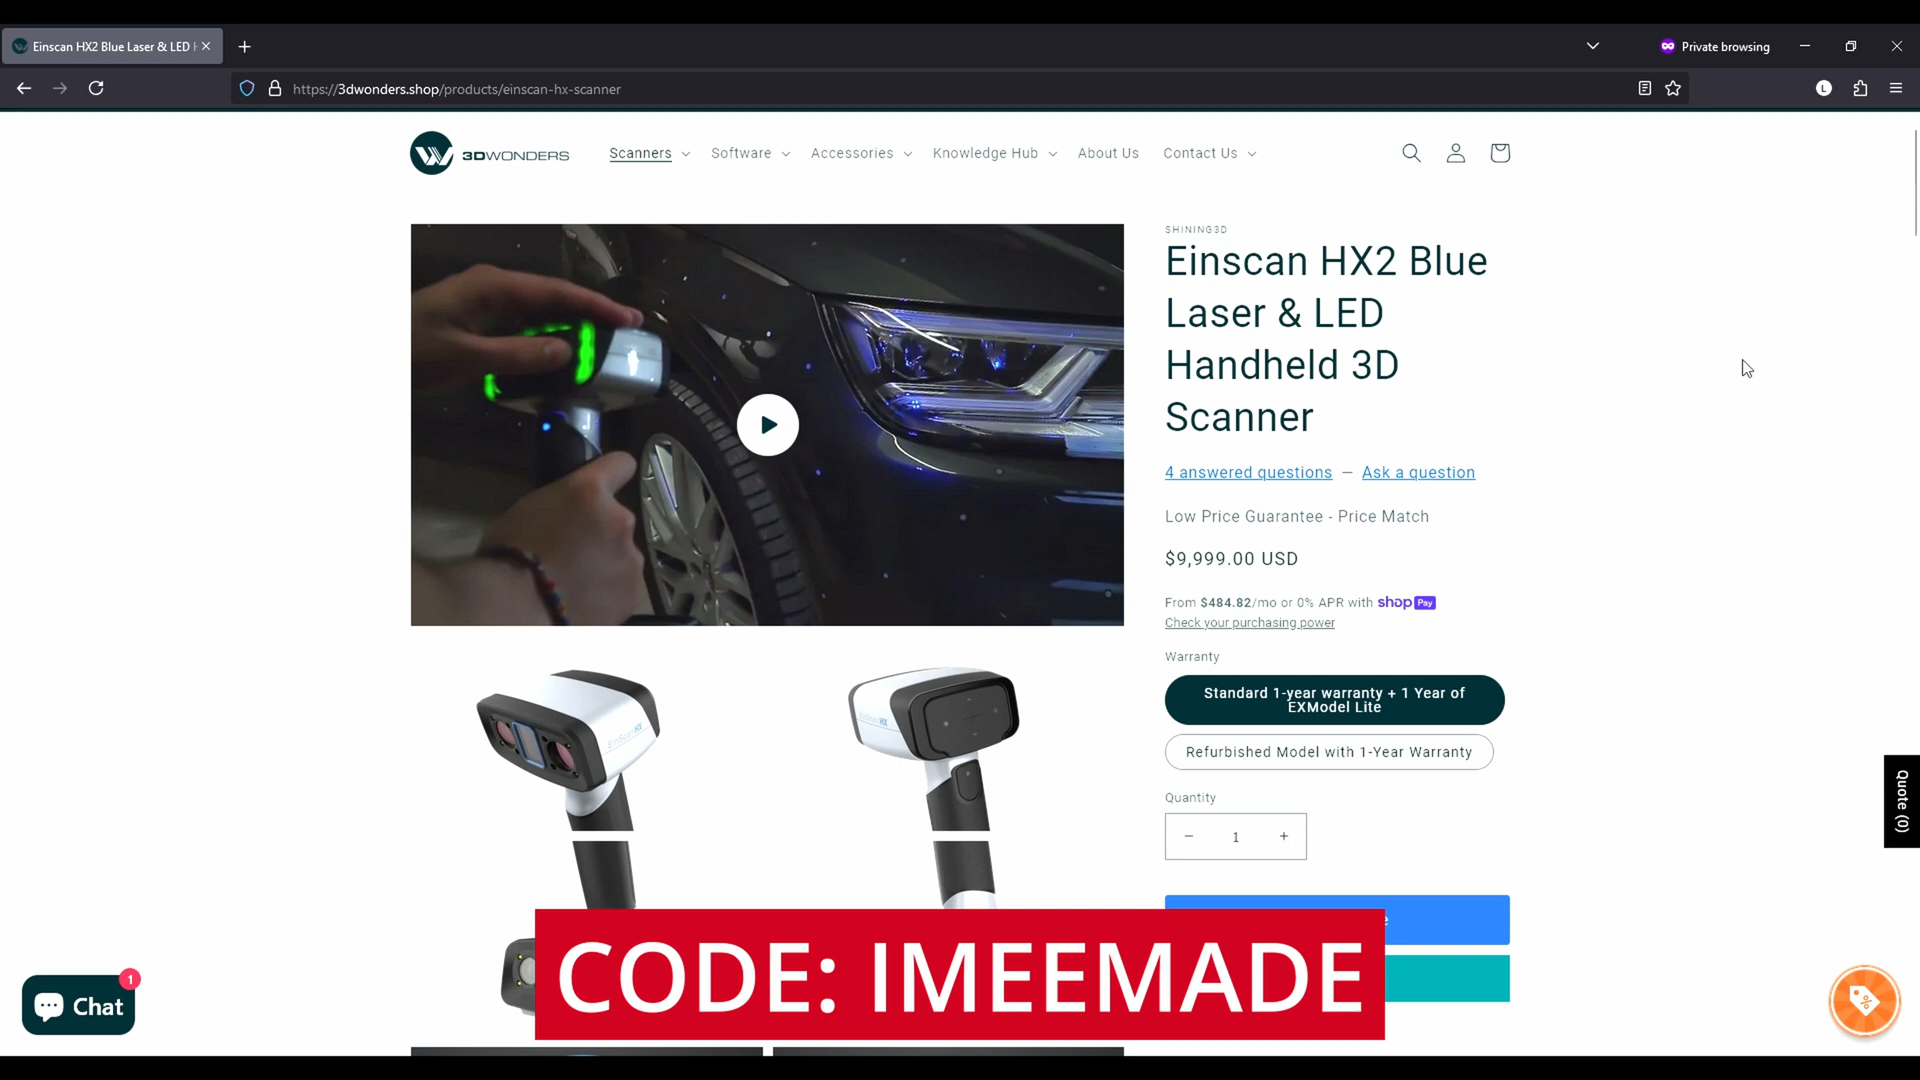 Einscan HX2 Blue Laser & LED H
Private browsing
https://3dwonders.shop/products/einscan-hx-scanner
L
3DWONDERS
Scanners
Software
Accessories
Knowledge Hub
About Us
Contact Us
SHINING3D
Einscan HX2 Blue
Laser & LED
Handheld 3D
Scanner
4 answered questions — Ask a question
Low Price Guarantee - Price Match
$9,999.00 USD
From $484.82/mo or 0% APR with shop Pay
Check your purchasing power
Warranty
Standard 1-year warranty + 1 Year of
EXModel Lite
Refurbished Model with 1-Year Warranty
Quantity
− 1 +
Quote (0)
EinScan HX
EinScan HX
CODE: IMEEMADE
Chat
1
%